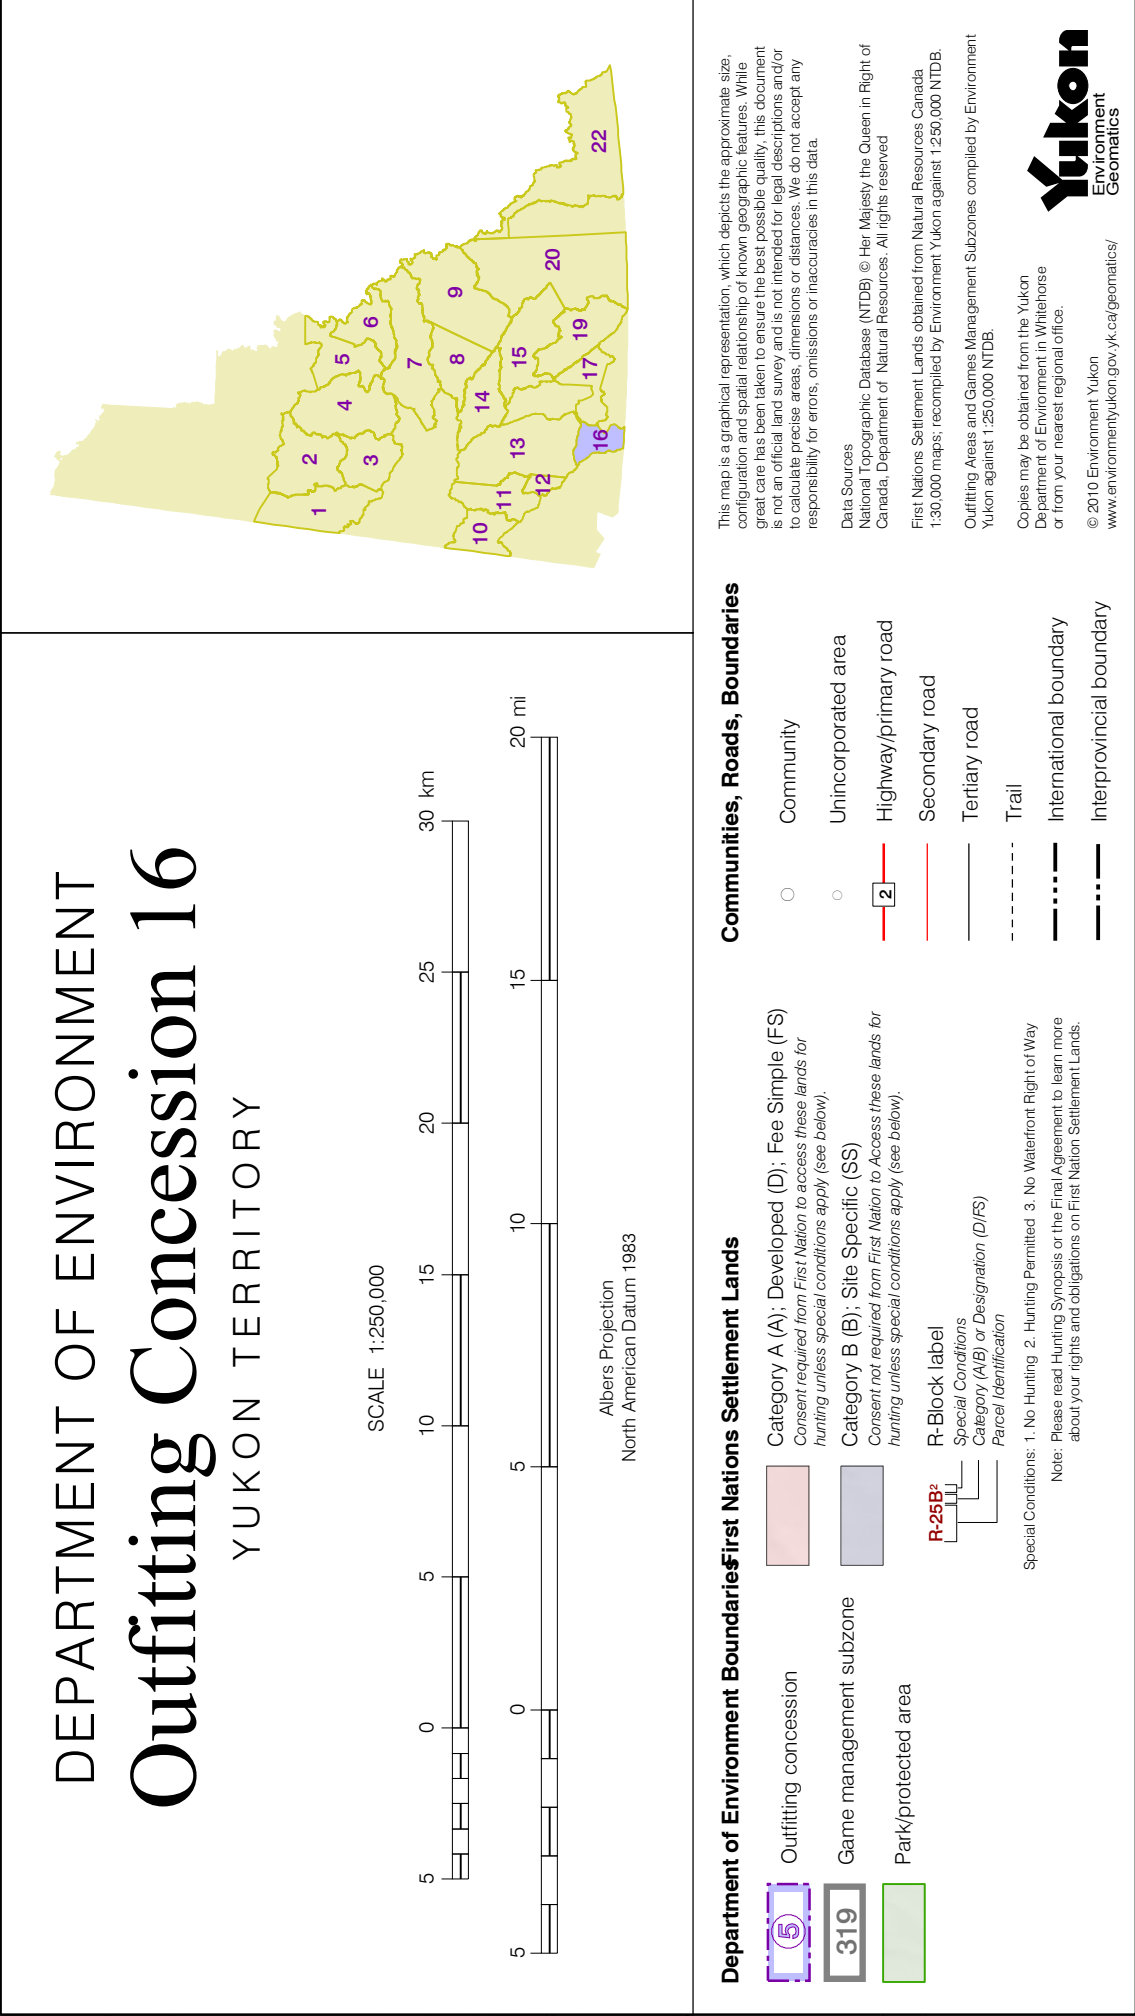 DEPARTMENT OF ENVIRONMENT
Outfitting Concession 16
YUKON TERRITORY
SCALE 1:250,000
5 0 5 10 15 20 25 30 km
5 0 5 10 15 20 mi
Albers Projection
North American Datum 1983
1
2
3
4
5
6
7
8
9
10
11
12
13
14
15
16
17
19
20
22
Department of Environment Boundaries
5 Outfitting concession
319 Game management subzone
Park/protected area
First Nations Settlement Lands
Category A (A); Developed (D); Fee Simple (FS)
Consent required from First Nation to access these lands for
hunting unless special conditions apply (see below).
Category B (B); Site Specific (SS)
Consent not required from First Nation to Access these lands for
hunting unless special conditions apply (see below).
R-25B² R-Block label
Special Conditions
Category (A/B) or Designation (D/FS)
Parcel Identification
Special Conditions: 1. No Hunting 2. Hunting Permitted 3. No Waterfront Right of Way
Note: Please read Hunting Synopsis or the Final Agreement to learn more
about your rights and obligations on First Nation Settlement Lands.
Communities, Roads, Boundaries
Community
Unincorporated area
2 Highway/primary road
Secondary road
Tertiary road
Trail
International boundary
Interprovincial boundary
This map is a graphical representation, which depicts the approximate size,
configuration and spatial relationship of known geographic features. While
great care has been taken to ensure the best possible quality, this document
is not an official land survey and is not intended for legal descriptions and/or
to calculate precise areas, dimensions or distances. We do not accept any
responsibility for errors, omissions or inaccuracies in this data.
Data Sources
National Topographic Database (NTDB) © Her Majesty the Queen in Right of
Canada, Department of Natural Resources. All rights reserved
First Nations Settlement Lands obtained from Natural Resources Canada
1:30,000 maps; recompiled by Environment Yukon against 1:250,000 NTDB.
Outfitting Areas and Games Management Subzones compiled by Environment
Yukon against 1:250,000 NTDB.
Copies may be obtained from the Yukon
Department of Environment in Whitehorse
or from your nearest regional office.
© 2010 Environment Yukon
www.environmentyukon.gov.yk.ca/geomatics/
Yukon
Environment
Geomatics